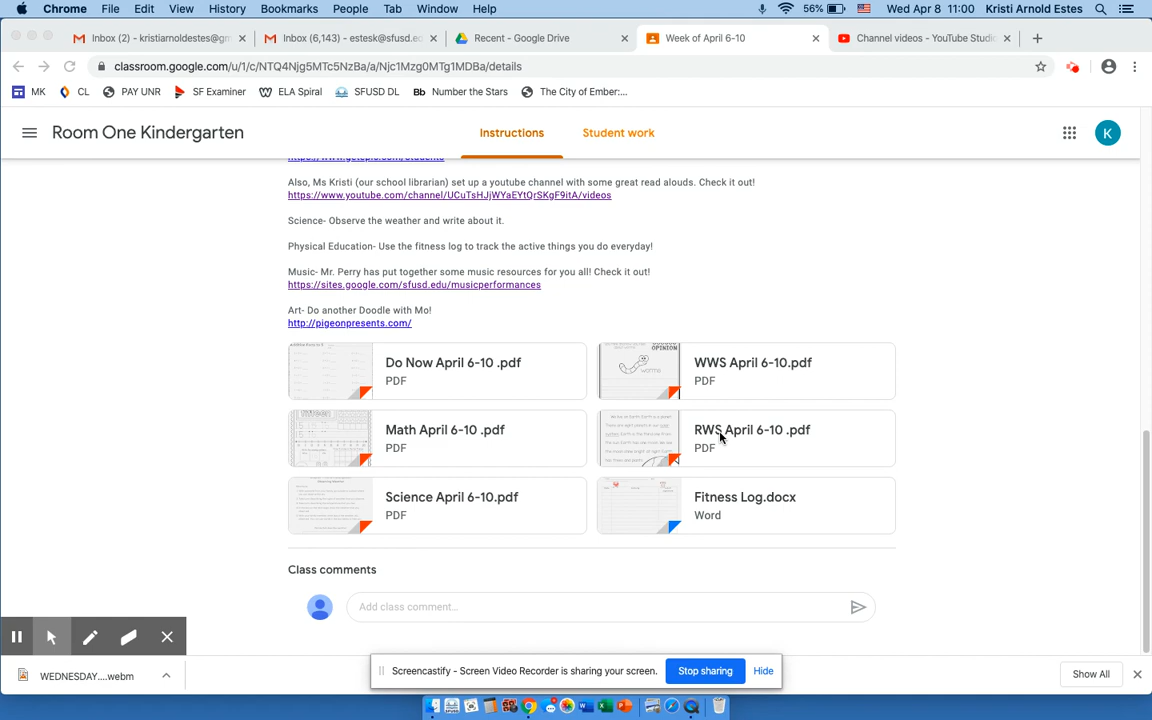 Chrome File Edit View History Bookmarks People Tab Window Help 56% Wed Apr 8 11:00 Kristi Arnold Estes
Inbox (2) - kristiarnoldestes@gm Inbox (6,143) - estesk@sfusd.ed Recent - Google Drive Week of April 6-10 Channel videos - YouTube Studio
classroom.google.com/u/1/c/NTQ4Njg5MTc5NzBa/a/Njc1Mzg0MTg1MDBa/details
MK CL PAY UNR SF Examiner ELA Spiral SFUSD DL Bb Number the Stars The City of Ember:...
Room One Kindergarten Instructions Student work K
https://www.getepic.com/students
Also, Ms Kristi (our school librarian) set up a youtube channel with some great read alouds. Check it out!
https://www.youtube.com/channel/UCuTsHJjWYaEYtQrSKgF9itA/videos
Science- Observe the weather and write about it.
Physical Education- Use the fitness log to track the active things you do everyday!
Music- Mr. Perry has put together some music resources for you all! Check it out!
https://sites.google.com/sfusd.edu/musicperformances
Art- Do another Doodle with Mo!
http://pigeonpresents.com/
Do Now April 6-10 .pdf
PDF
OPINION
worms
WWS April 6-10.pdf
PDF
Math April 6-10 .pdf
PDF
RWS April 6-10 .pdf
PDF
Science April 6-10.pdf
PDF
Fitness Log.docx
Word
Class comments
Add class comment...
Screencastify - Screen Video Recorder is sharing your screen. Stop sharing Hide
WEDNESDAY....webm Show All